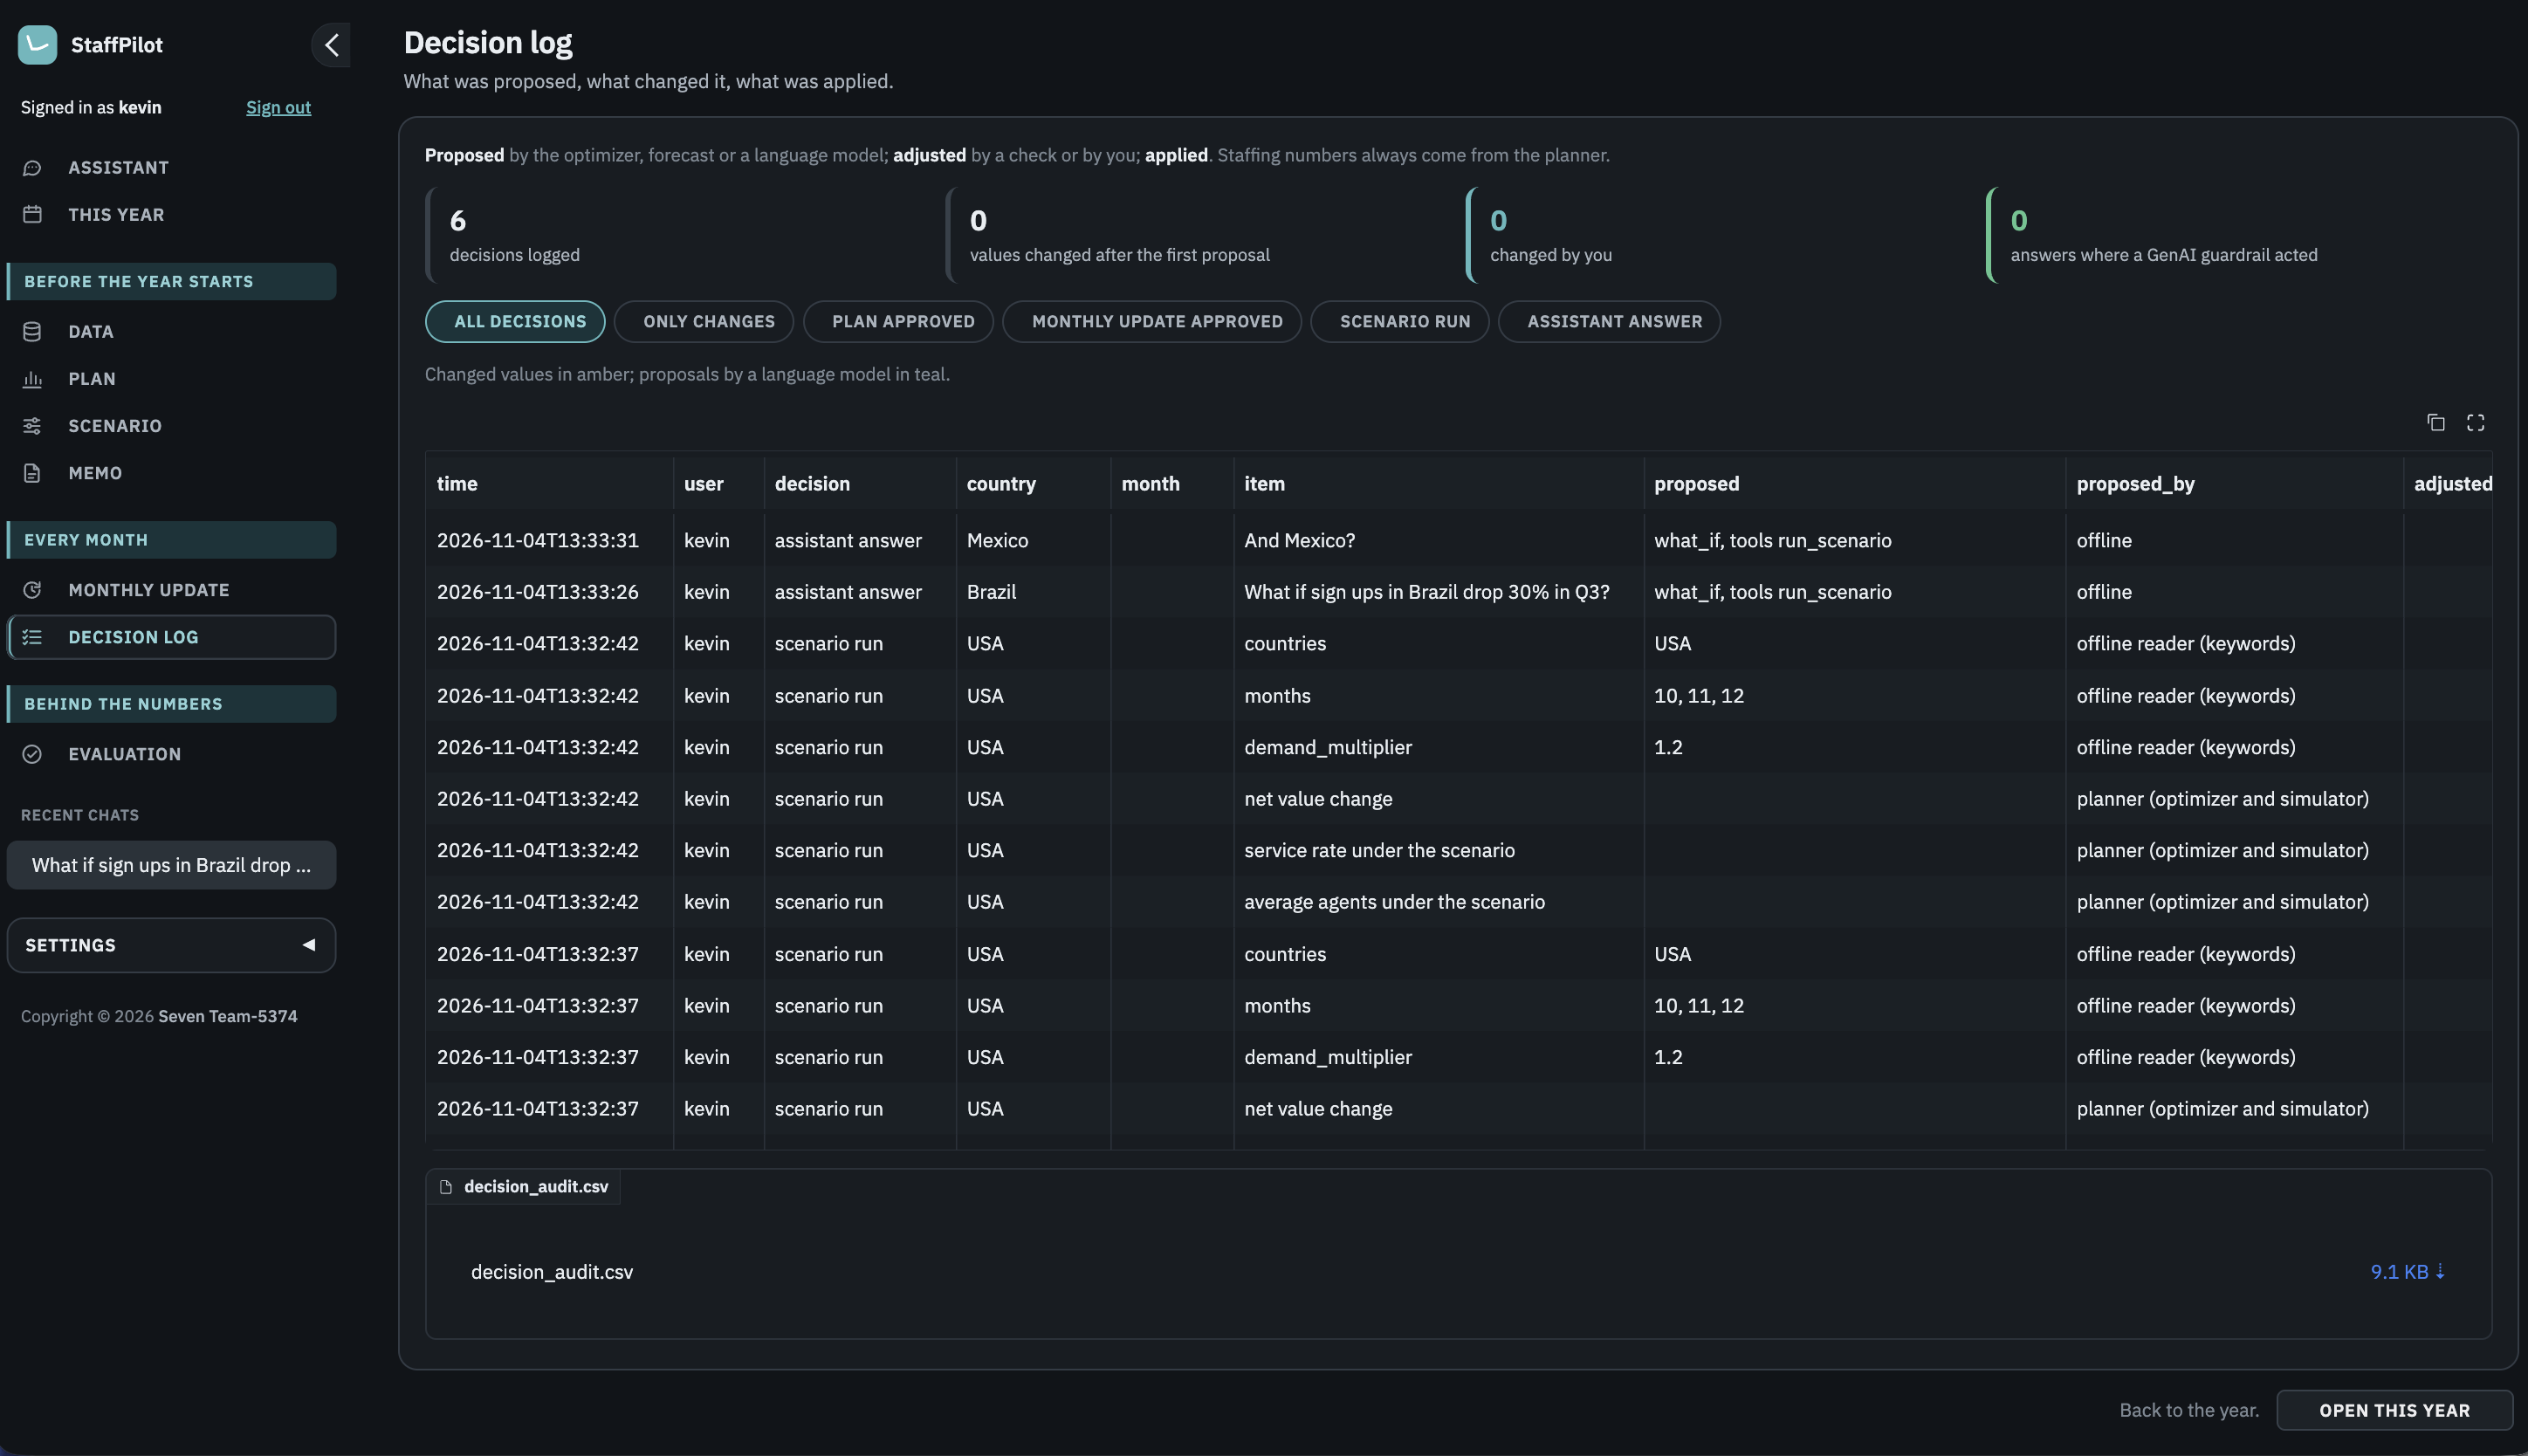 StaffPilot
Signed in as kevin Sign out
ASSISTANT
THIS YEAR
BEFORE THE YEAR STARTS
DATA
PLAN
SCENARIO
MEMO
EVERY MONTH
MONTHLY UPDATE
DECISION LOG
BEHIND THE NUMBERS
EVALUATION
RECENT CHATS
What if sign ups in Brazil drop ...
SETTINGS
Copyright © 2026 Seven Team-5374
Decision log
What was proposed, what changed it, what was applied.
Proposed by the optimizer, forecast or a language model; adjusted by a check or by you; applied. Staffing numbers always come from the planner.
6
decisions logged
0
values changed after the first proposal
0
changed by you
0
answers where a GenAI guardrail acted
ALL DECISIONS ONLY CHANGES PLAN APPROVED MONTHLY UPDATE APPROVED SCENARIO RUN ASSISTANT ANSWER
Changed values in amber; proposals by a language model in teal.
time user decision country month item proposed proposed_by adjusted
2026-11-04T13:33:31 kevin assistant answer Mexico And Mexico? what_if, tools run_scenario offline
2026-11-04T13:33:26 kevin assistant answer Brazil What if sign ups in Brazil drop 30% in Q3? what_if, tools run_scenario offline
2026-11-04T13:32:42 kevin scenario run USA countries USA offline reader (keywords)
2026-11-04T13:32:42 kevin scenario run USA months 10, 11, 12 offline reader (keywords)
2026-11-04T13:32:42 kevin scenario run USA demand_multiplier 1.2 offline reader (keywords)
2026-11-04T13:32:42 kevin scenario run USA net value change planner (optimizer and simulator)
2026-11-04T13:32:42 kevin scenario run USA service rate under the scenario planner (optimizer and simulator)
2026-11-04T13:32:42 kevin scenario run USA average agents under the scenario planner (optimizer and simulator)
2026-11-04T13:32:37 kevin scenario run USA countries USA offline reader (keywords)
2026-11-04T13:32:37 kevin scenario run USA months 10, 11, 12 offline reader (keywords)
2026-11-04T13:32:37 kevin scenario run USA demand_multiplier 1.2 offline reader (keywords)
2026-11-04T13:32:37 kevin scenario run USA net value change planner (optimizer and simulator)
decision_audit.csv
decision_audit.csv 9.1 KB ⇣
Back to the year. OPEN THIS YEAR